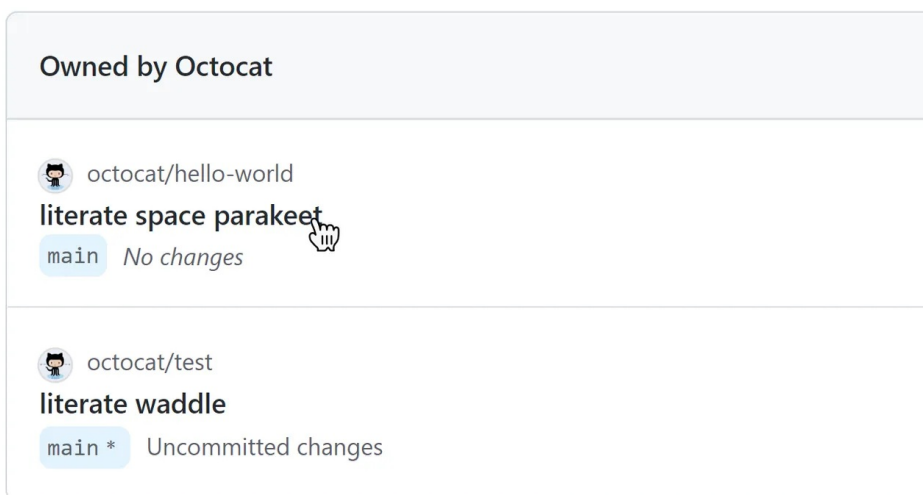 Owned by Octocat
octocat/hello-world
literate space parakeet
main No changes
octocat/test
literate waddle
main * Uncommitted changes